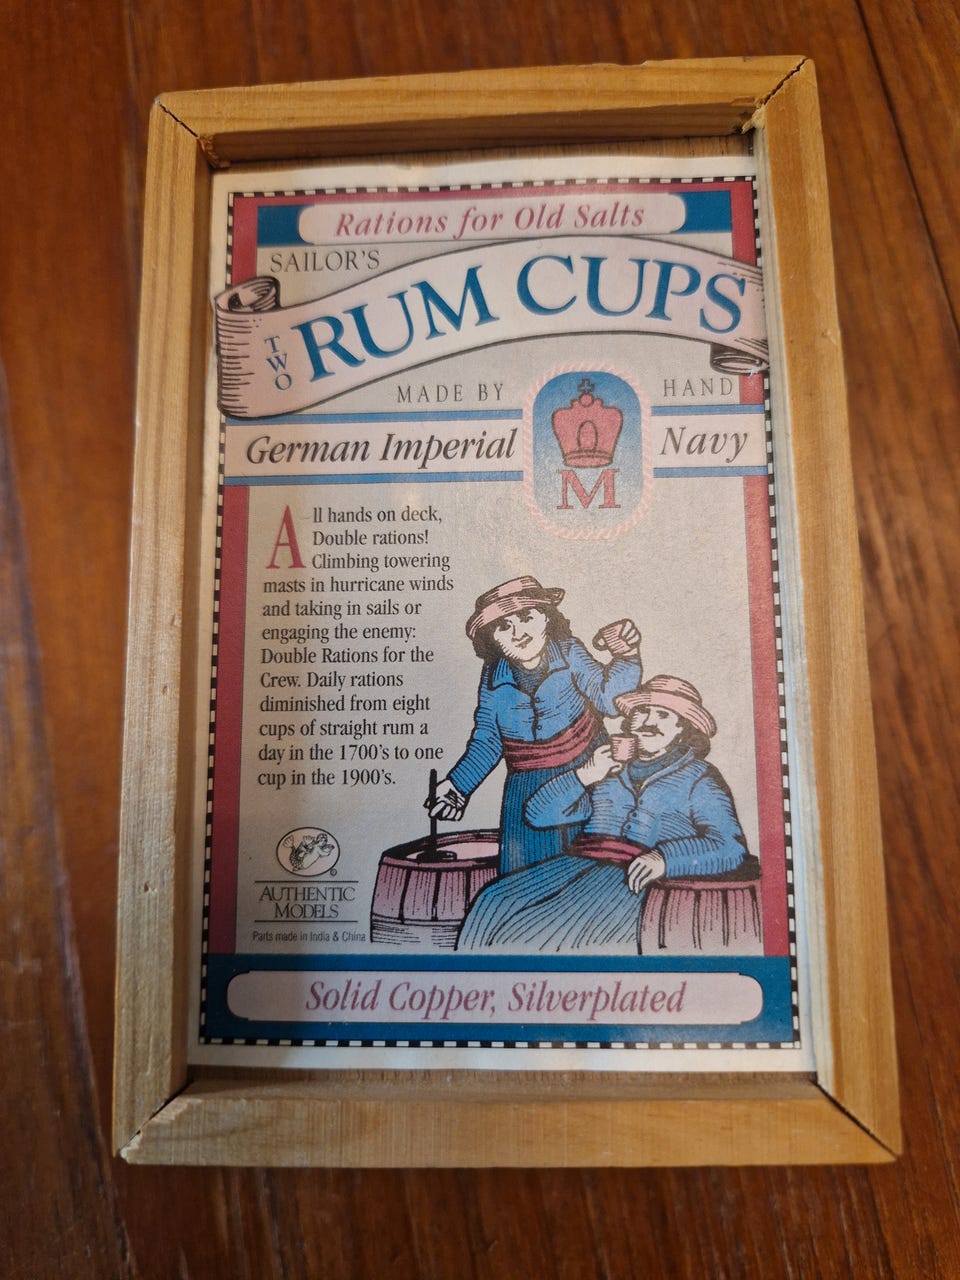 Rations for Old Salts
SAILOR'S
TWO RUM CUPS
MADE BY HAND
German Imperial Navy
M
All hands on deck,
Double rations!
Climbing towering
masts in hurricane winds
and taking in sails or
engaging the enemy:
Double Rations for the
Crew. Daily rations
diminished from eight
cups of straight rum a
day in the 1700's to one
cup in the 1900's.
©
AUTHENTIC
MODELS
Parts made in India & China
Solid Copper, Silverplated